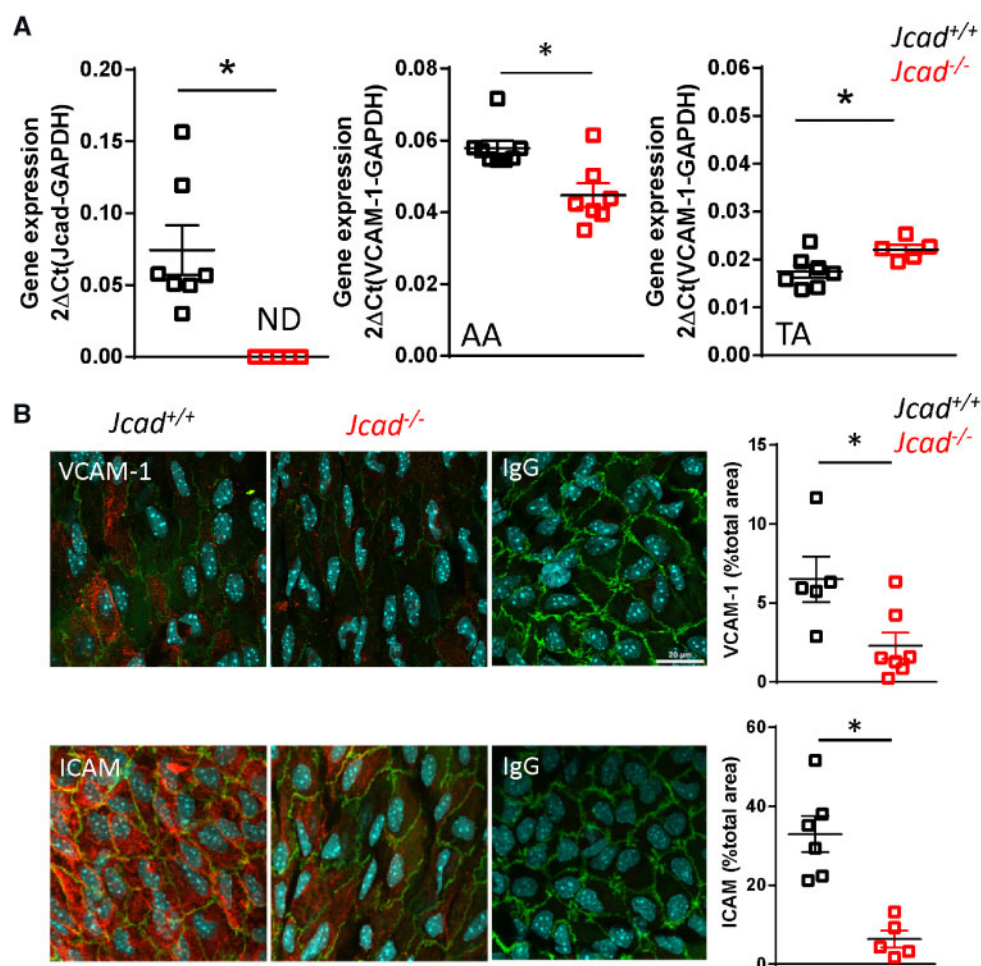 A
Jcad+/+
Jcad-/-
Gene expression
2ΔCt(Jcad-GAPDH)
0.20
0.15
0.10
0.05
0.00
*
ND
Gene expression
2ΔCt(VCAM-1-GAPDH)
0.08
0.06
0.04
0.02
0.00
*
AA
Gene expression
2ΔCt(VCAM-1-GAPDH)
0.06
0.05
0.03
0.02
0.01
0.00
*
TA
B
Jcad+/+
Jcad-/-
Jcad+/+
Jcad-/-
VCAM-1
IgG
20 µm
VCAM-1 (%total area)
15
10
5
0
*
ICAM
IgG
ICAM (%total area)
60
40
20
0
*